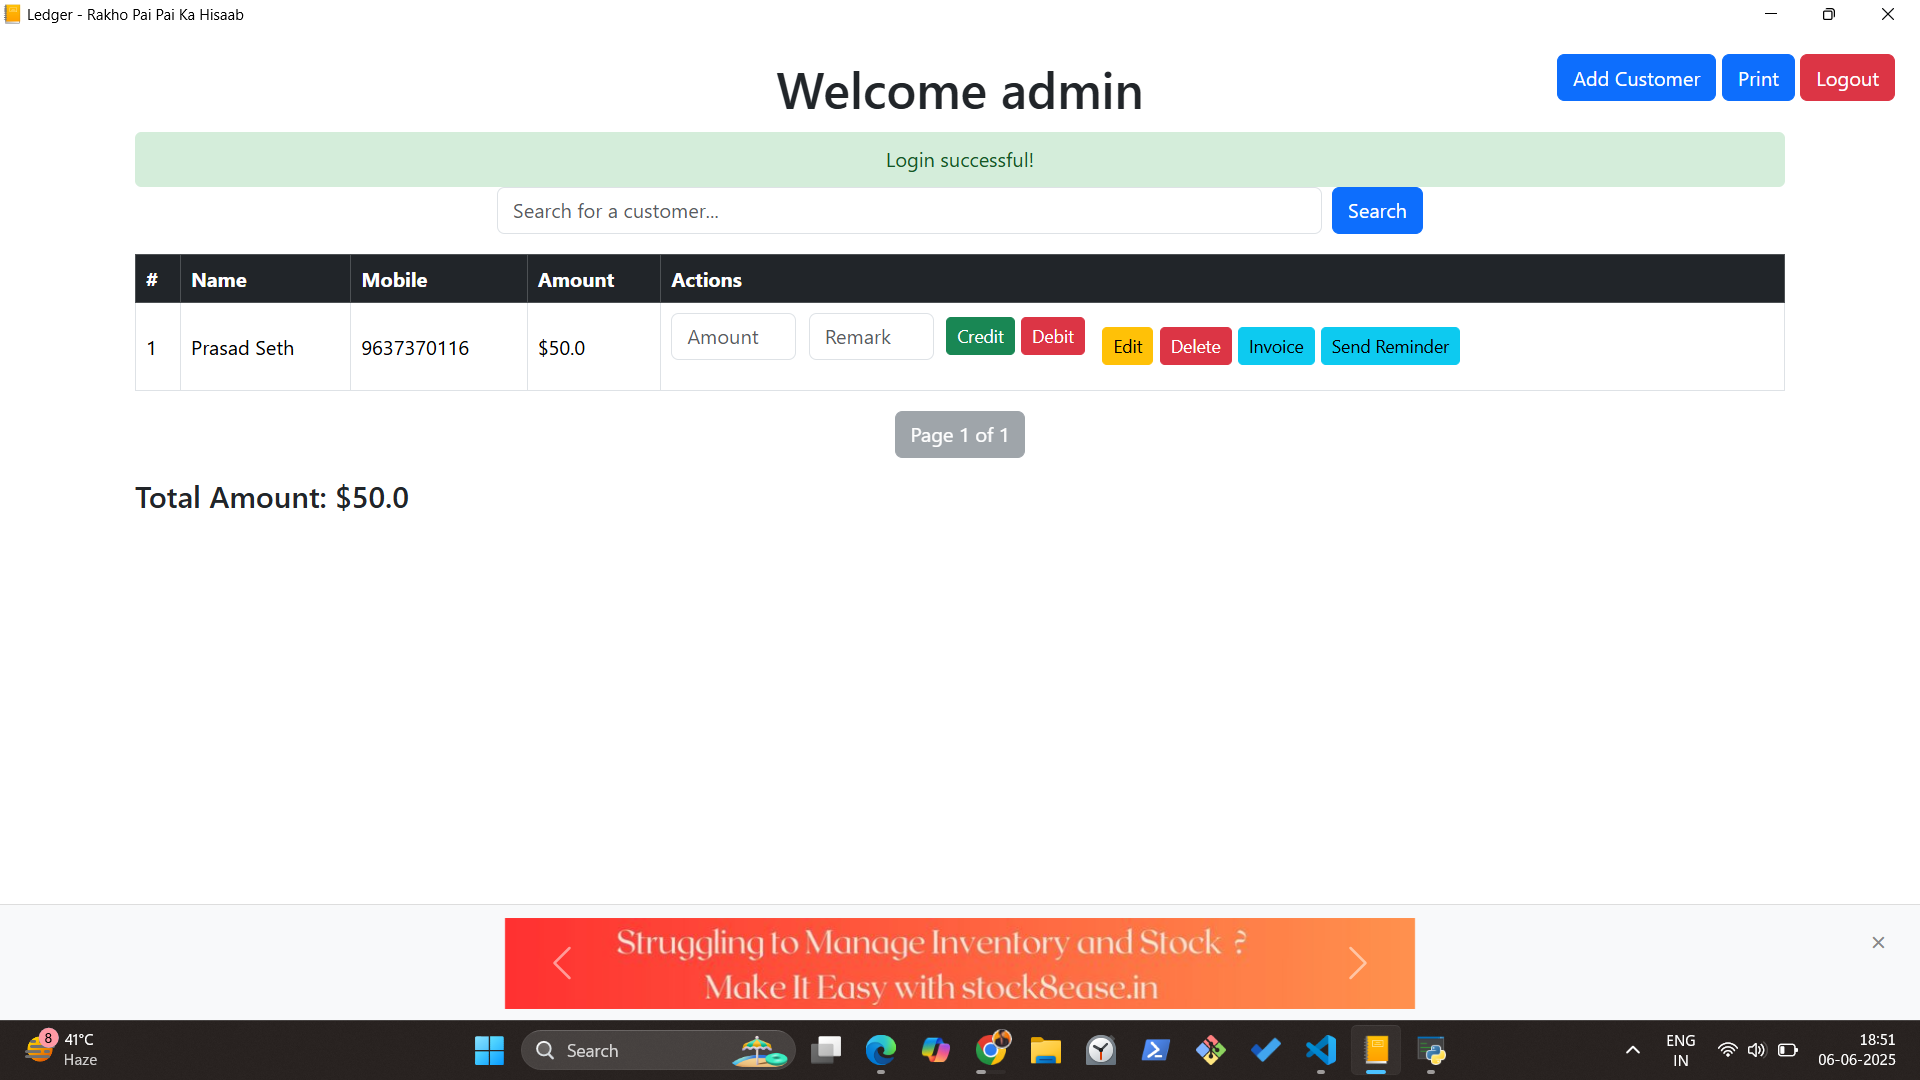 Ledger - Rakho Pai Pai Ka Hisaab
Welcome admin
Add Customer Print Logout
Login successful!
Search for a customer... Search
# Name Mobile Amount Actions
1 Prasad Seth 9637370116 $50.0 Amount Remark Credit Debit Edit Delete Invoice Send Reminder
Page 1 of 1
Total Amount: $50.0
Struggling to Manage Inventory and Stock ?
Make It Easy with stock8ease.in
8 41°C
Haze
Search
ENG
IN
18:51
06-06-2025